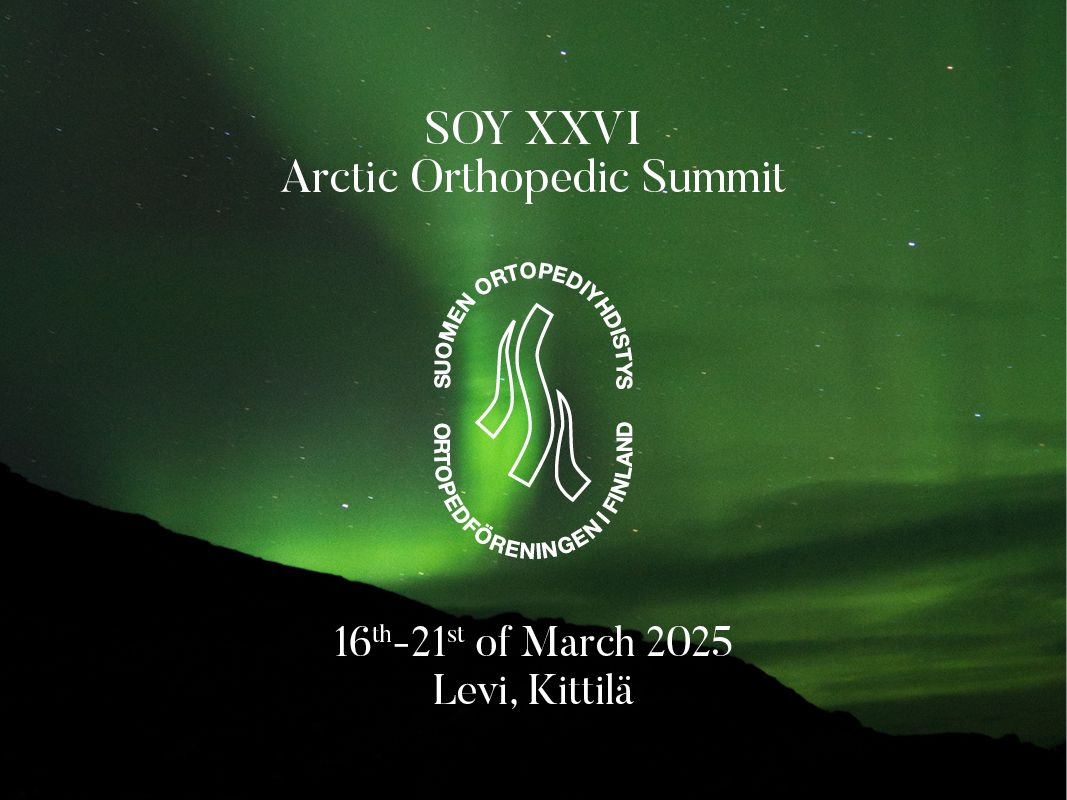 SOY XXVI
Arctic Orthopedic Summit
SUOMEN ORTOPEDIYHDISTYS
ORTOPEDFÖRENINGEN I FINLAND
16th-21st of March 2025
Levi, Kittilä